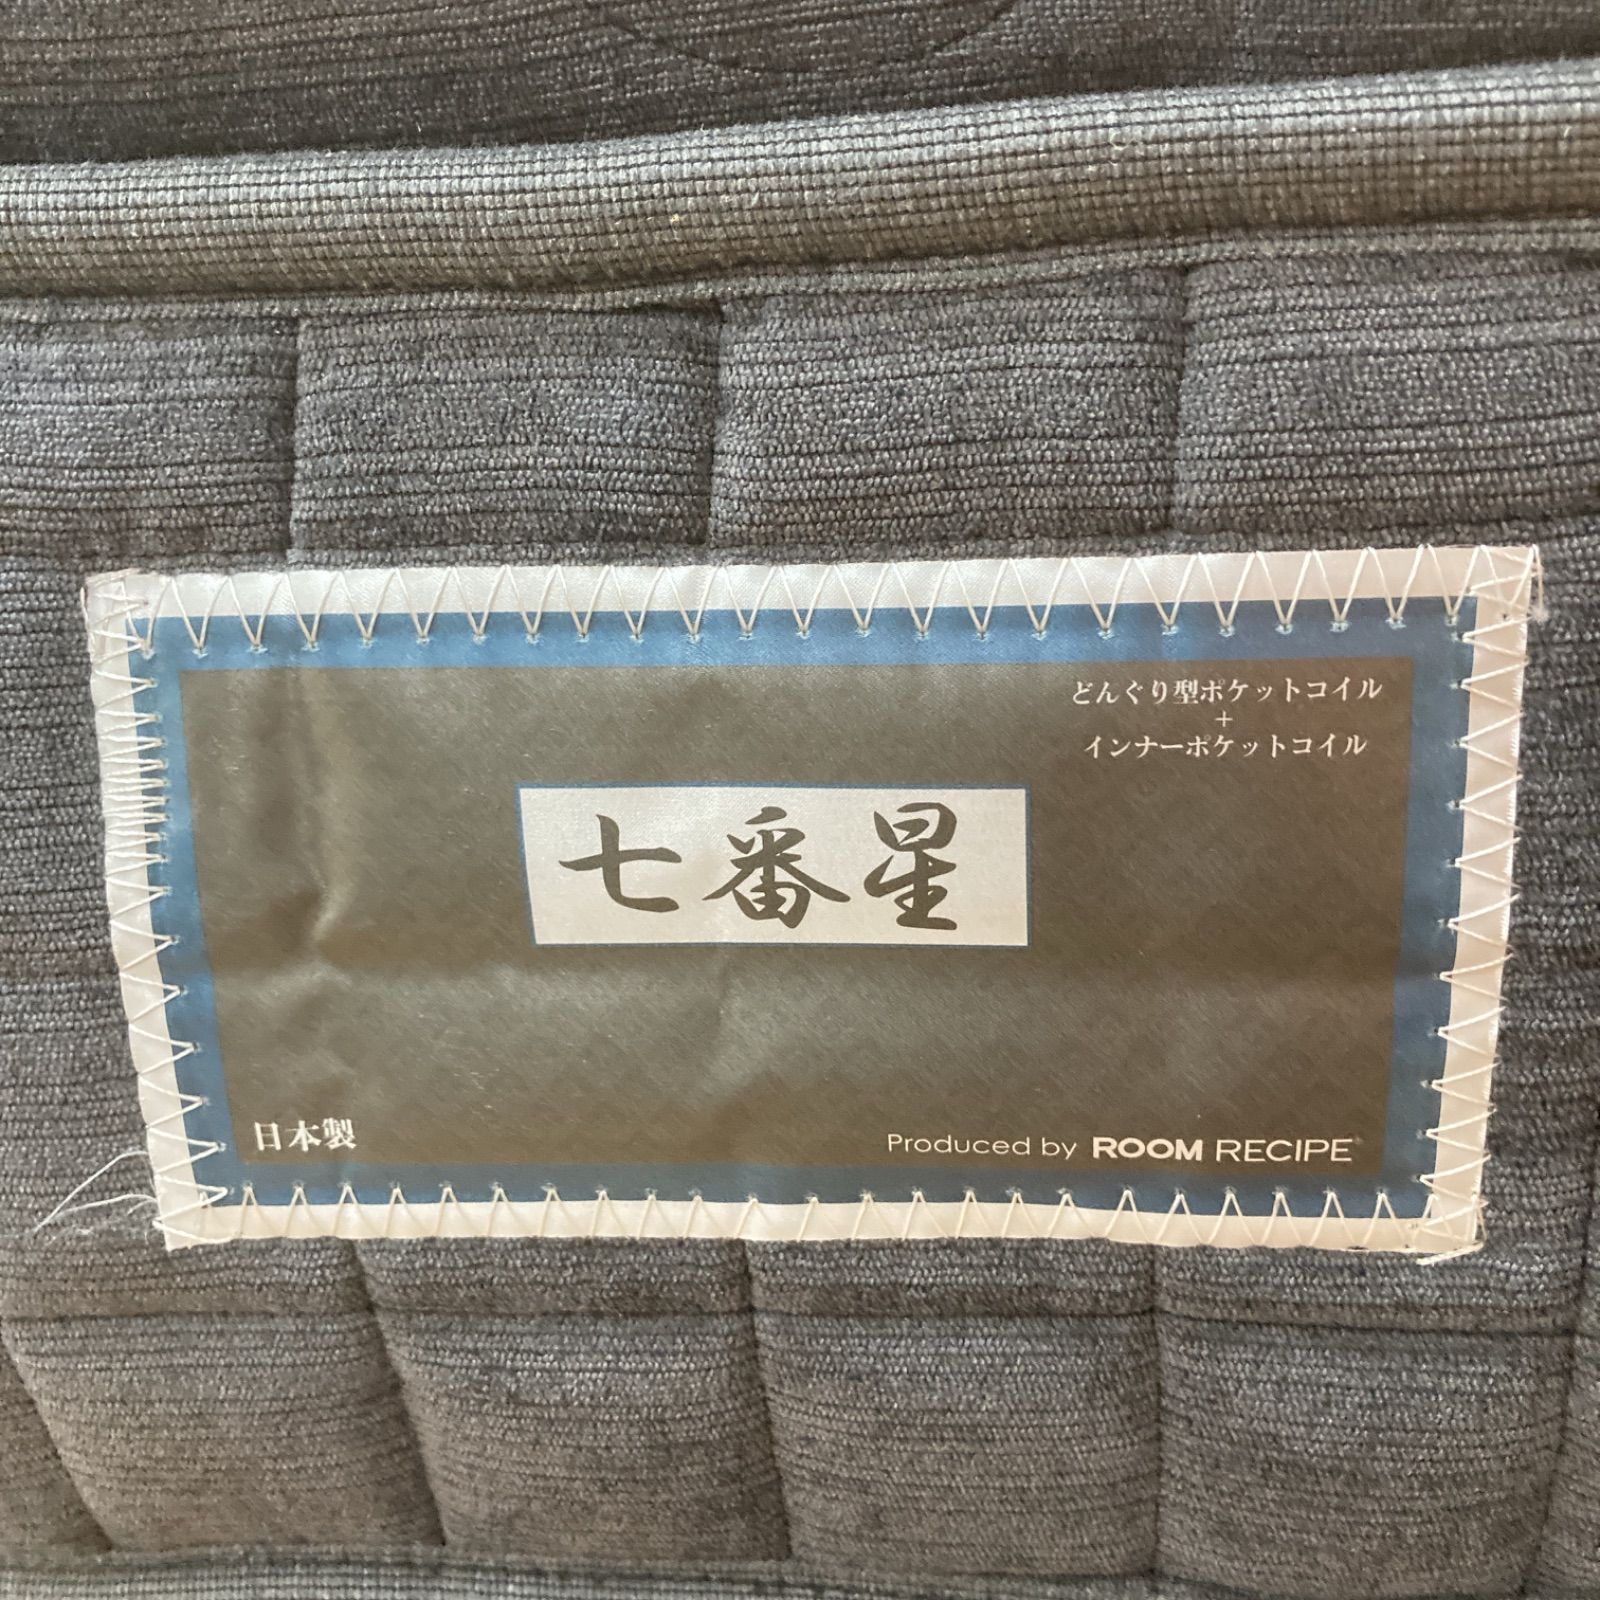 どんぐり型ポケットコイル
+
インナーポケットコイル
七番星
日本製
Produced by ROOM RECIPE